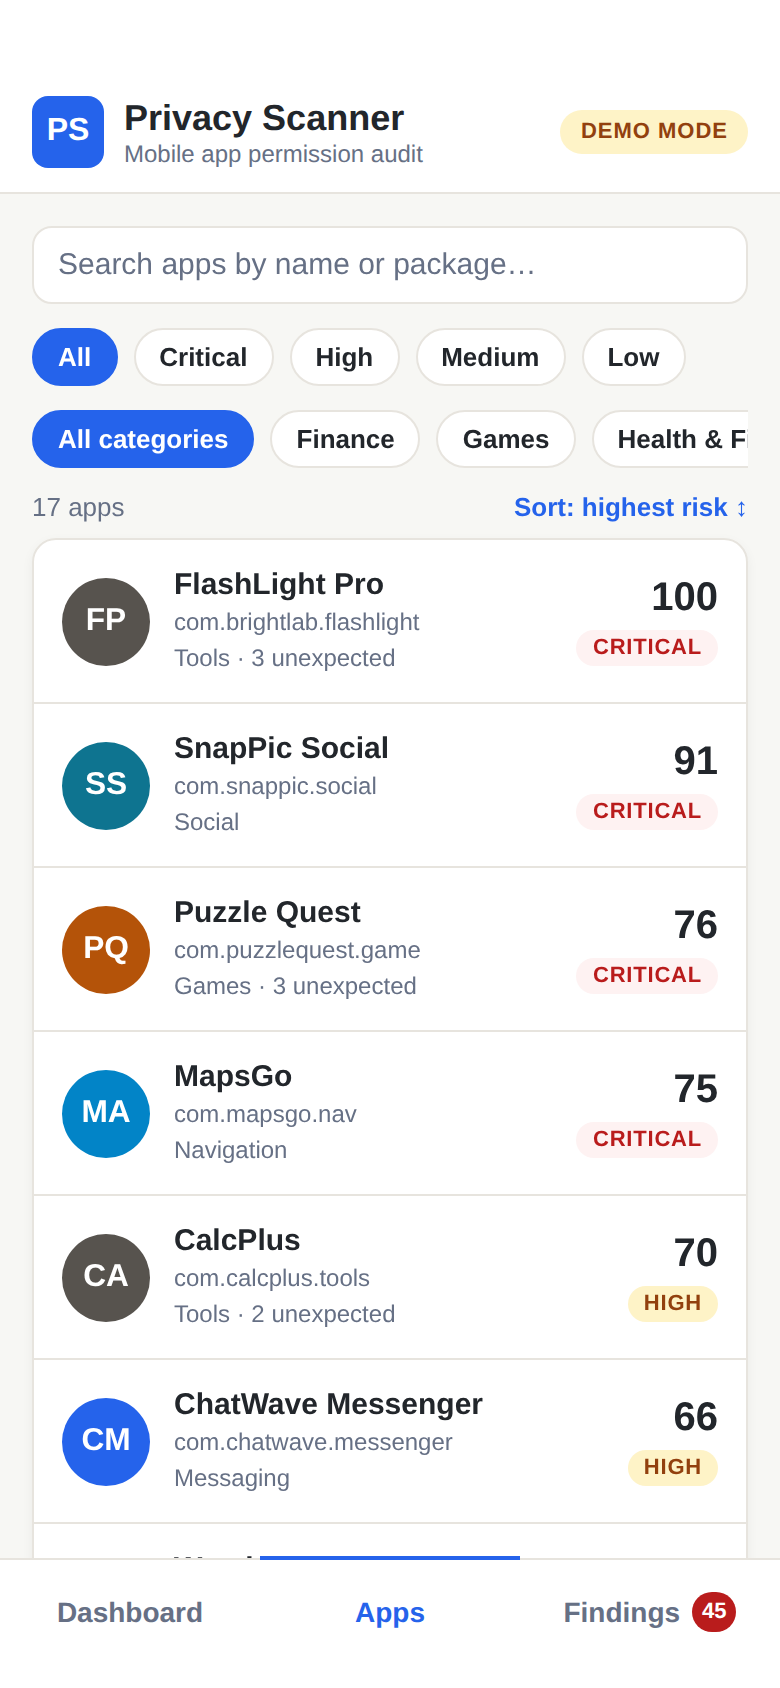 PS
Privacy Scanner
Mobile app permission audit
DEMO MODE
Search apps by name or package…
All
Critical
High
Medium
Low
All categories
Finance
Games
Health &
17 apps
Sort: highest risk ↕
FP
FlashLight Pro
com.brightlab.flashlight
Tools · 3 unexpected
100
CRITICAL
SS
SnapPic Social
com.snappic.social
Social
91
CRITICAL
PQ
Puzzle Quest
com.puzzlequest.game
Games · 3 unexpected
76
CRITICAL
MA
MapsGo
com.mapsgo.nav
Navigation
75
CRITICAL
CA
CalcPlus
com.calcplus.tools
Tools · 2 unexpected
70
HIGH
CM
ChatWave Messenger
com.chatwave.messenger
Messaging
66
HIGH
Dashboard
Apps
Findings 45